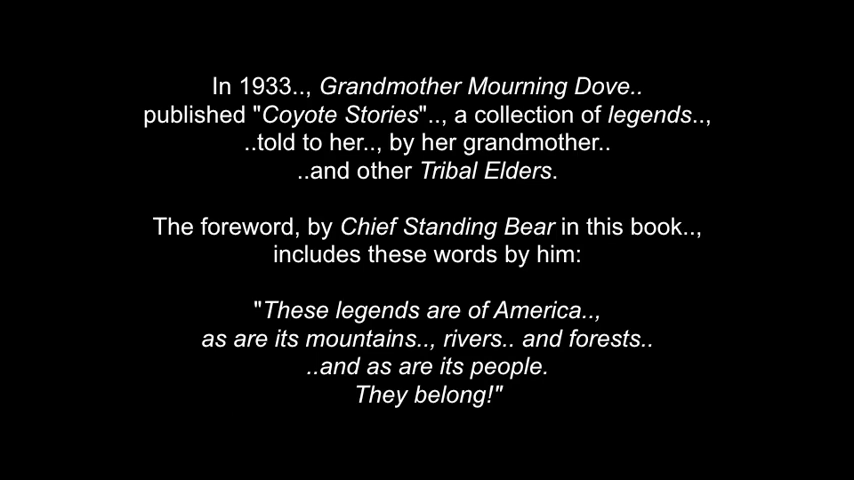 In 1933.., Grandmother Mourning Dove..
published "Coyote Stories".., a collection of legends..,
..told to her.., by her grandmother..
..and other Tribal Elders.
The foreword, by Chief Standing Bear in this book..,
includes these words by him:
"These legends are of America..,
as are its mountains.., rivers.. and forests..
..and as are its people.
They belong!"